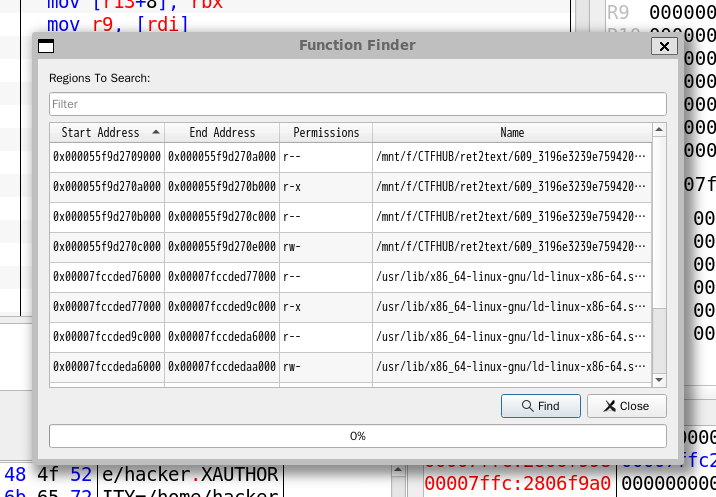 mov [r13+8], rbx
mov r9, [rdi]
R9 000000
Function Finder
Regions To Search:
Filter
Start Address End Address Permissions Name
0x000055f9d2709000 0x000055f9d270a000 r-- /mnt/f/CTFHUB/ret2text/609_3196e3239e759420···
0x000055f9d270a000 0x000055f9d270b000 r-x /mnt/f/CTFHUB/ret2text/609_3196e3239e759420···
0x000055f9d270b000 0x000055f9d270c000 r-- /mnt/f/CTFHUB/ret2text/609_3196e3239e759420···
0x000055f9d270c000 0x000055f9d270e000 rw- /mnt/f/CTFHUB/ret2text/609_3196e3239e759420···
0x00007fccded76000 0x00007fccded77000 r-- /usr/lib/x86_64-linux-gnu/ld-linux-x86-64.s···
0x00007fccded77000 0x00007fccded9c000 r-x /usr/lib/x86_64-linux-gnu/ld-linux-x86-64.s···
0x00007fccded9c000 0x00007fccdeda6000 r-- /usr/lib/x86_64-linux-gnu/ld-linux-x86-64.s···
0x00007fccdeda6000 0x00007fccdedaa000 rw- /usr/lib/x86_64-linux-gnu/ld-linux-x86-64.s···
Find Close
0%
48 4f 52 e/hacker.XAUTHOR
6b 65 72 ITY=/home/hacker
00007ffc:2806f9a0 00000000